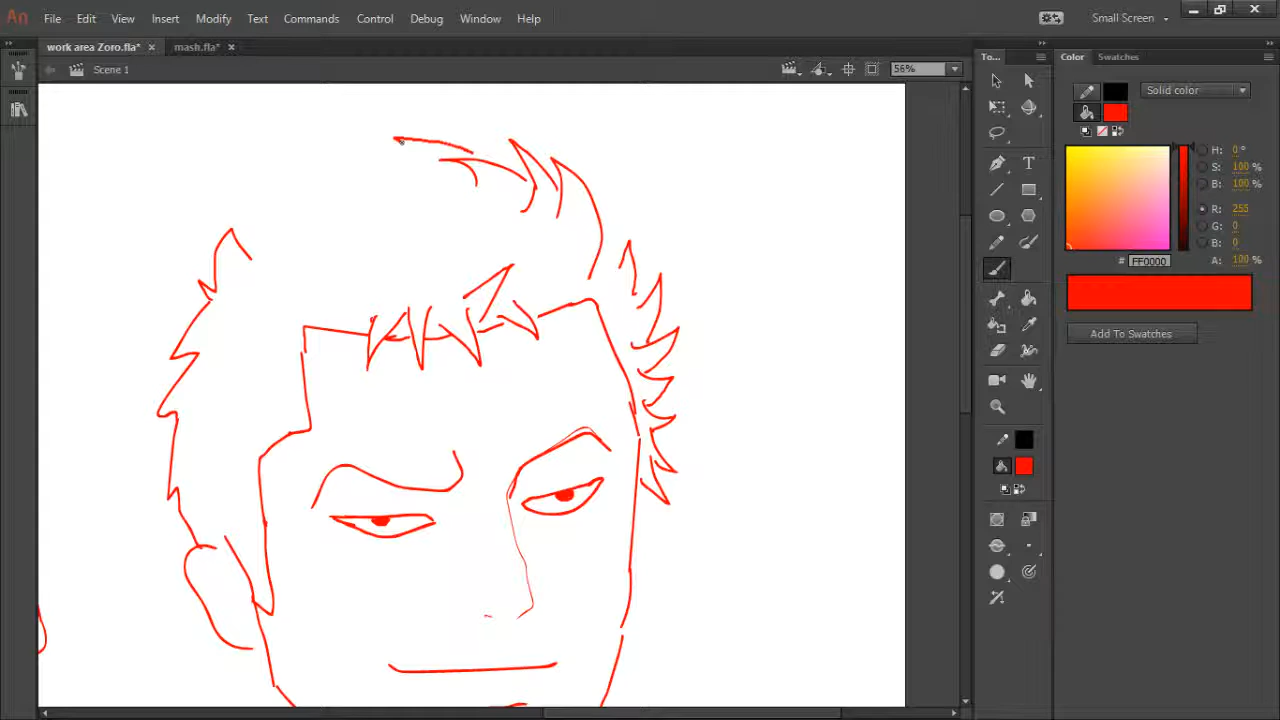 An File Edit View Insert Modify Text Commands Control Debug Window Help Small Screen
work area Zoro.fla* × mash.fla* ×
Scene 1 56%
To...
Color Swatches
Solid color
H: 0 °
S: 100 %
B: 100 %
R: 255
G: 0
B: 0
# FF0000 A: 100 %
Add To Swatches
T